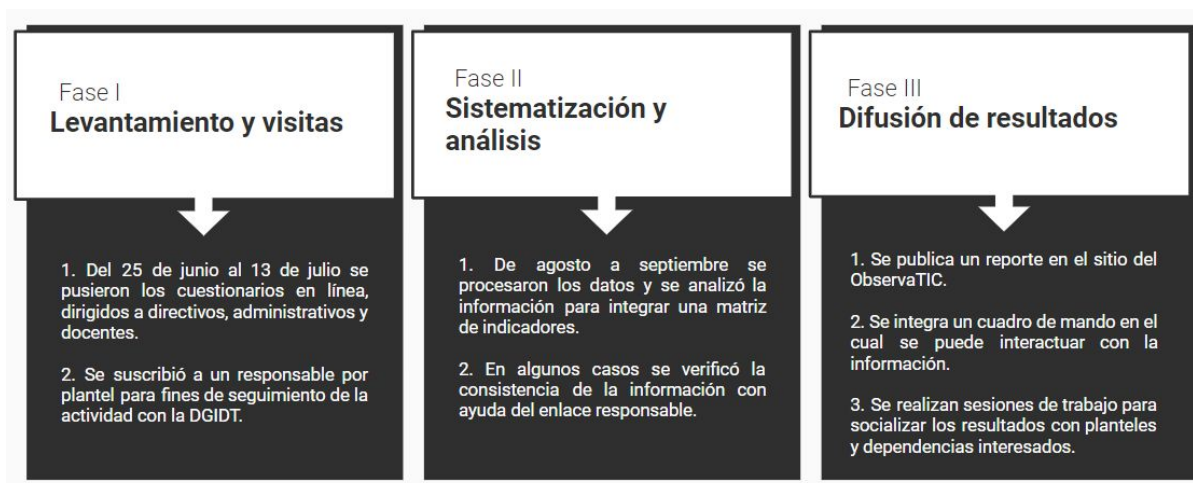 Fase I
Levantamiento y visitas
1. Del 25 de junio al 13 de julio se
pusieron los cuestionarios en línea,
dirigidos a directivos, administrativos y
docentes.
2. Se suscribió a un responsable por
plantel para fines de seguimiento de la
actividad con la DGIDT.
Fase II
Sistematización y
análisis
1. De agosto a septiembre se
procesaron los datos y se analizó la
información para integrar una matriz
de indicadores.
2. En algunos casos se verificó la
consistencia de la información con
ayuda del enlace responsable.
Fase III
Difusión de resultados
1. Se publica un reporte en el sitio del
ObservaTIC.
2. Se integra un cuadro de mando en el
cual se puede interactuar con la
información.
3. Se realizan sesiones de trabajo para
socializar los resultados con planteles
y dependencias interesados.